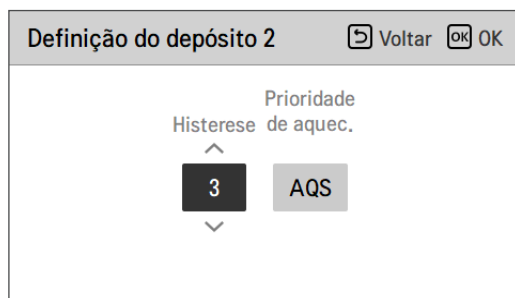 Definição do depósito 2 Voltar OK OK
Prioridade
Histerese de aquec.
3 AQS